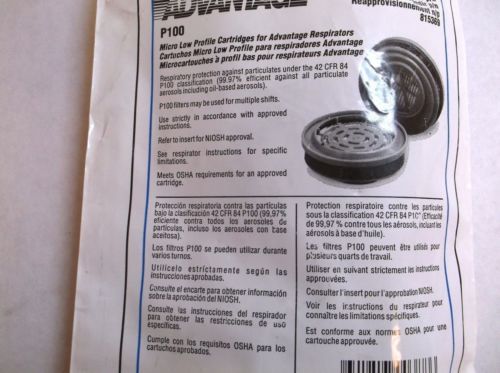 ADVANTAGE
P100
Micro Low Profile Cartridges for Advantage Respirators
Cartuchos Micro Low Profile para respiradores Advantage
Microcartouches à profil bas pour respirateurs Advantage
Réapprovisionnement n/p
815369
Respiratory protection against particulates under the 42 CFR 84
P100 classification (99.97% efficient against all particulate
aerosols including oil-based aerosols).
P100 filters may be used for multiple shifts.
Use strictly in accordance with approved
instructions.
Refer to insert for NIOSH approval.
See respirator instructions for specific
limitations.
Meets OSHA requirements for an approved
cartridge.
Protección respiratoria contra las partículas
bajo la clasificación 42 CFR 84 P100 (99,97%
eficiente contra todos los aerosoles de
partículas, incluso los aerosoles con base
aceitosa).
Los filtros P100 se pueden utilizar durante
varios turnos.
Utilícelo estrictamente según las
instrucciones aprobadas.
Consulte el encarte para obtener información
sobre la aprobación del NIOSH.
Consulte las instrucciones del respirador
para obtener las restricciones de uso
específicas.
Cumple con los requisitos OSHA para los
cartuchos aprobados.
Protection respiratoire contre les particules
sous la classification 42 CFR 84 (Efficacité
de 99,97 % contre tous les aérosols, incluant les
aérosols à base d'huile).
Les filtres P100 peuvent être utilisés pour
plusieurs quarts de travail.
Utiliser en suivant strictement les instructions
approuvées.
Consulter l'insert pour l'approbation NIOSH.
Voir les instructions du respirateur pour
connaître les limitations spécifiques.
Est conforme aux normes OSHA pour une
cartouche approuvée.